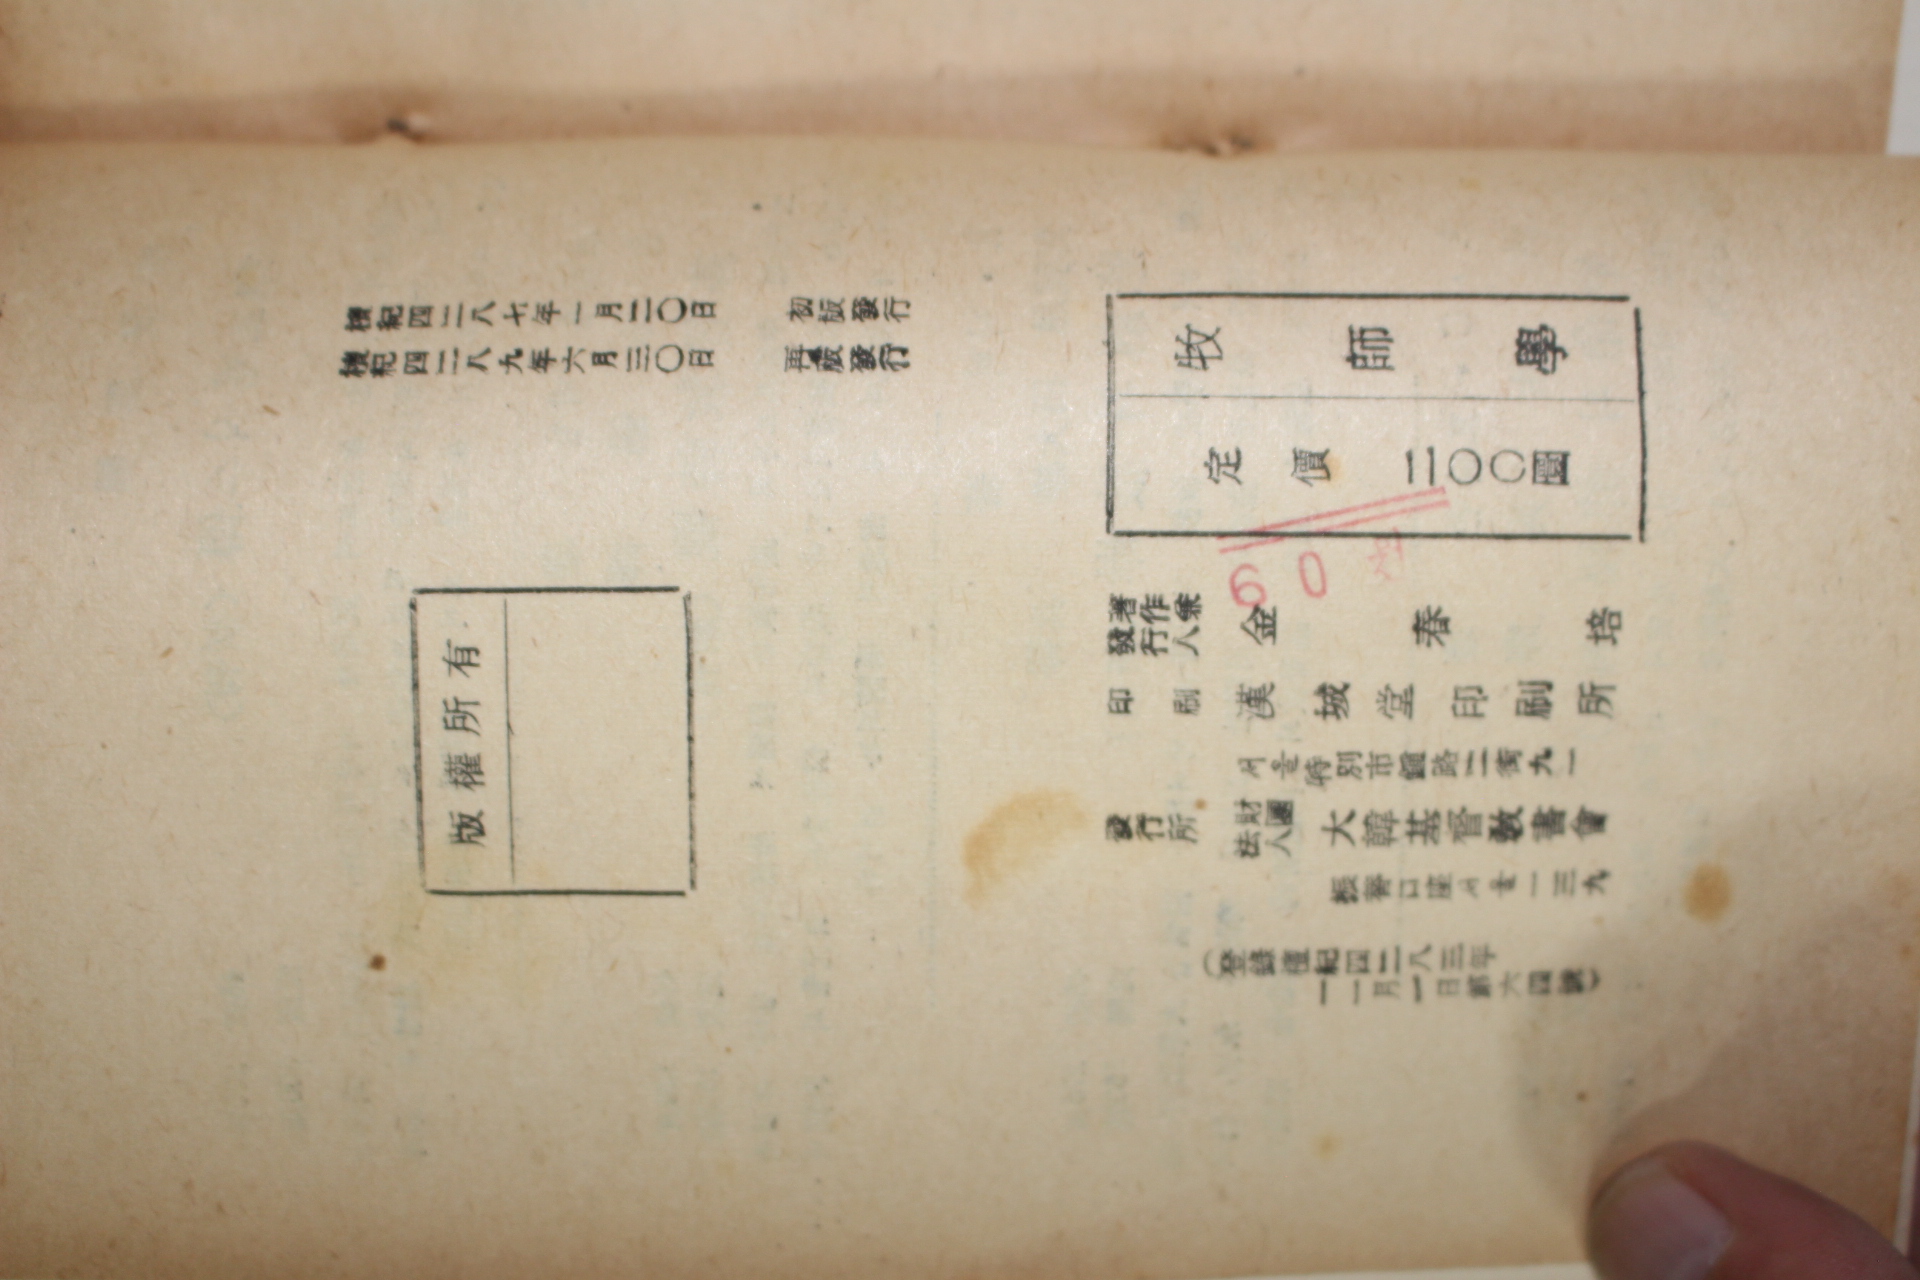 檀紀四二八七年一月二〇日 初版發行
檀紀四二八九年六月三〇日 再版發行
版權所有
牧師學
定價 二〇〇圜
60
著作兼發行人 金春培
印刷 漢城堂印刷所
서울特別市鍾路二街九一
發行所 財團法人 大韓基督敎書會
振替口座서울一三九
(登錄檀紀四二八三年
一一月一日第六四號)